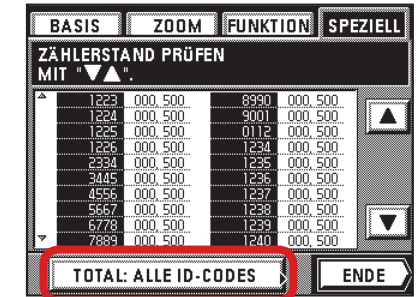 BASIS ZOOM FUNKTION SPEZIELL
ZÄHLERSTAND PRÜFEN
MIT "▼▲".
1223 000, 500 8990 000, 500
1224 000, 500 9001 000, 500
1225 000, 500 0112 000, 500
1226 000, 500 1234 000, 500
2334 000, 500 1235 000, 500
3445 000, 500 1236 000, 500
4556 000, 500 1237 000, 500
5667 000, 500 1238 000, 500
6778 000, 500 1239 000, 500
7889 000, 500 1240 000, 500
TOTAL: ALLE ID-CODES ENDE